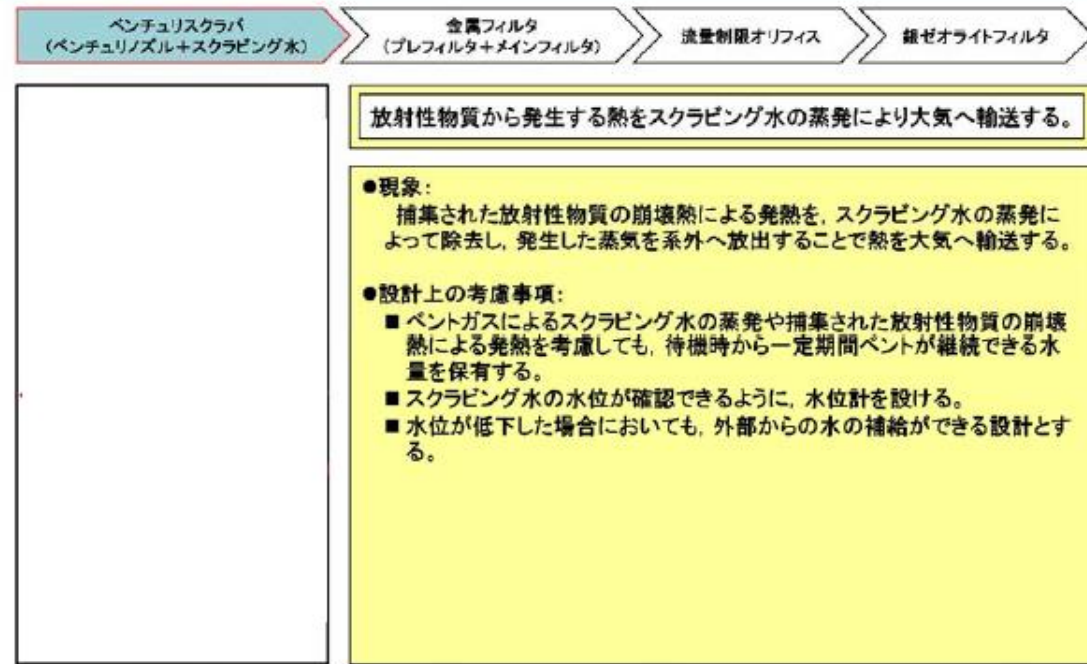 ベンチュリスクラバ
(ベンチュリノズル+スクラビング水)
金属フィルタ
(プレフィルタ+メインフィルタ)
流量制限オリフィス
銀ゼオライトフィルタ
放射性物質から発生する熱をスクラビング水の蒸発により大気へ輸送する。
●現象:
捕集された放射性物質の崩壊熱による発熱を,スクラビング水の蒸発に
よって除去し,発生した蒸気を系外へ放出することで熱を大気へ輸送する。
●設計上の考慮事項:
■ベントガスによるスクラビング水の蒸発や捕集された放射性物質の崩壊
熱による発熱を考慮しても,待機時から一定期間ベントが継続できる水
量を保有する。
■スクラビング水の水位が確認できるように,水位計を設ける。
■水位が低下した場合においても,外部からの水の補給ができる設計とす
る。